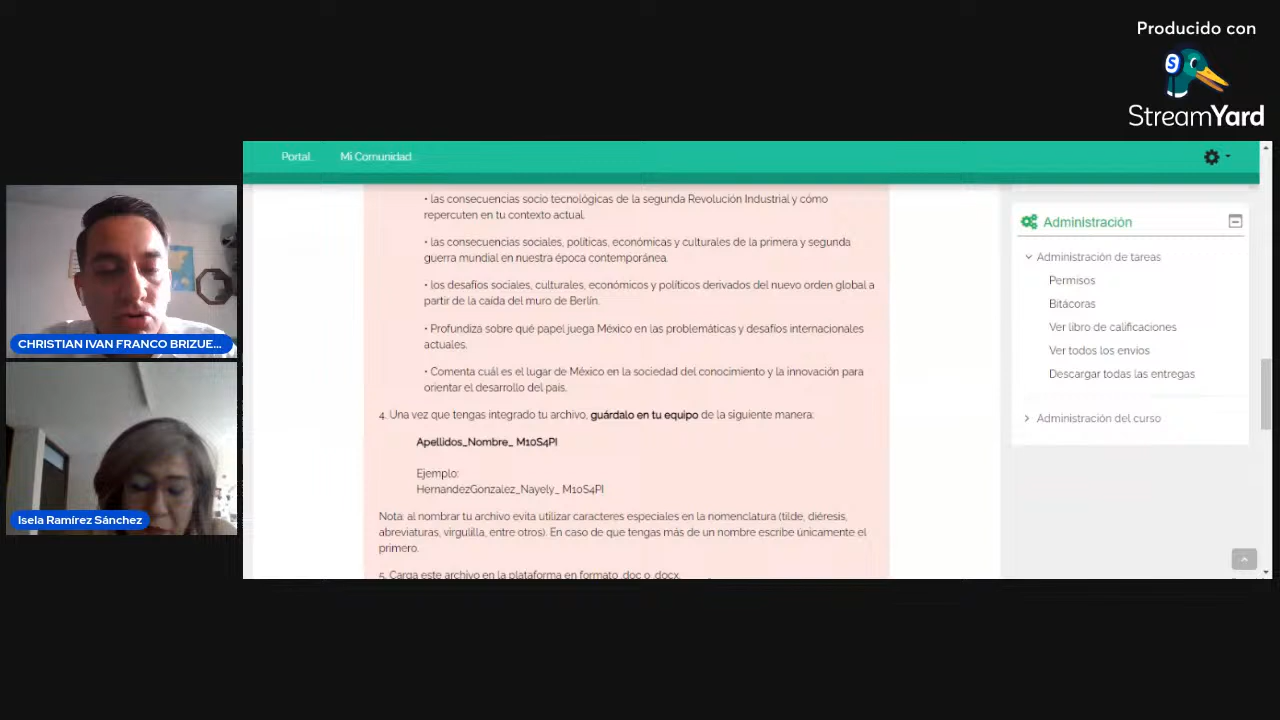 Producido con
StreamYard
Portal
Mi Comunidad
• las consecuencias socio tecnológicas de la segunda Revolución Industrial y cómo
repercuten en tu contexto actual.
• las consecuencias sociales, políticas, económicas y culturales de la primera y segunda
guerra mundial en nuestra época contemporánea.
• los desafíos sociales, culturales, económicos y políticos derivados del nuevo orden global a
partir de la caída del muro de Berlín.
• Profundiza sobre qué papel juega México en las problemáticas y desafíos internacionales
actuales.
• Comenta cuál es el lugar de México en la sociedad del conocimiento y la innovación para
orientar el desarrollo del país.
4. Una vez que tengas integrado tu archivo, guárdalo en tu equipo de la siguiente manera:
Apellidos_Nombre_ M10S4PI
Ejemplo:
HernandezGonzalez_Nayely_ M10S4PI
Nota: al nombrar tu archivo evita utilizar caracteres especiales en la nomenclatura (tilde, diéresis,
abreviaturas, virgulilla, entre otros). En caso de que tengas más de un nombre escribe únicamente el
primero.
5. Carga este archivo en la plataforma en formato .doc o .docx.
Administración
Administración de tareas
Permisos
Bitácoras
Ver libro de calificaciones
Ver todos los envíos
Descargar todas las entregas
Administración del curso
CHRISTIAN IVAN FRANCO BRIZUE...
Isela Ramírez Sánchez